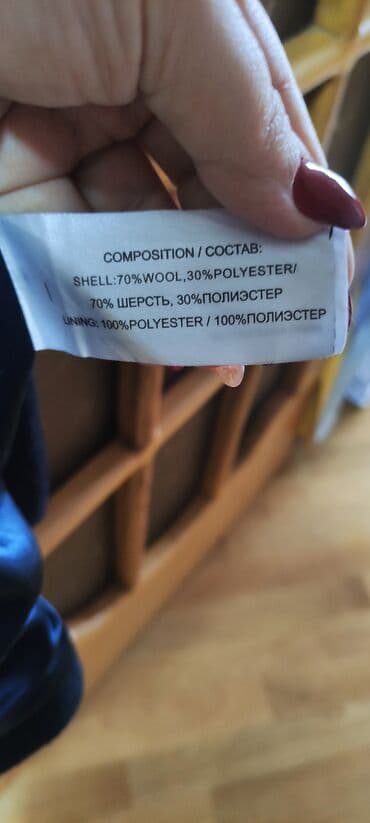 COMPOSITION / СОСТАВ:
SHELL:70%WOOL,30%POLYESTER/
70% ШЕРСТЬ, 30%ПОЛИЭСТЕР
LINING: 100%POLYESTER / 100%ПОЛИЭСТЕР